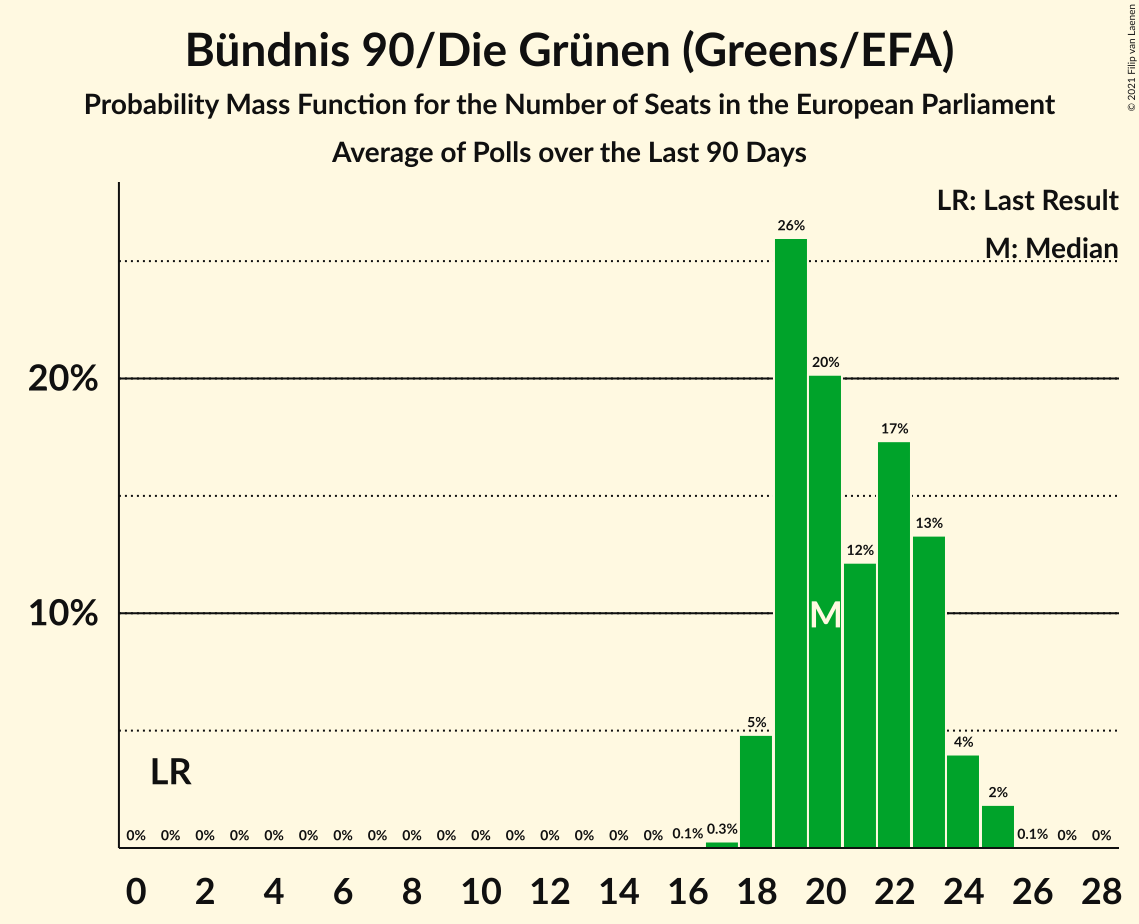 Bündnis 90/Die Grünen (Greens/EFA)
Probability Mass Function for the Number of Seats in the European Parliament
Average of Polls over the Last 90 Days
© 2021 Filip van Laenen
LR: Last Result
M: Median
26%
20%
20%
17%
13%
12%
10%
M
5%
4%
LR
2%
0% 0% 0% 0% 0% 0% 0% 0% 0% 0% 0% 0% 0% 0% 0% 0% 0.1% 0.3% 0.1% 0% 0%
0 2 4 6 8 10 12 14 16 18 20 22 24 26 28